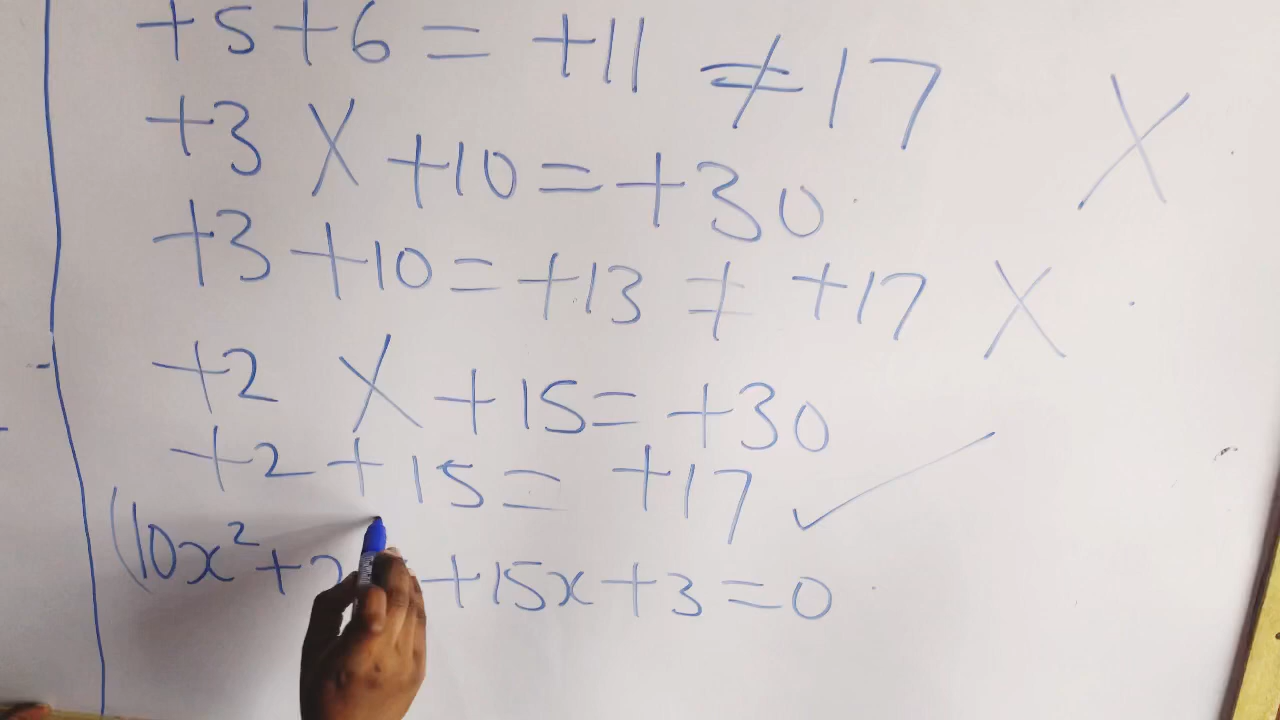 +5+6 = +11 ≠ 17 X
+3 X +10 = +30
+3 +10 = +13 ≠ +17 X
+2 X +15 = +30
+2 + 15 = +17 ✓
(10x² + 2 +15x + 3 = 0